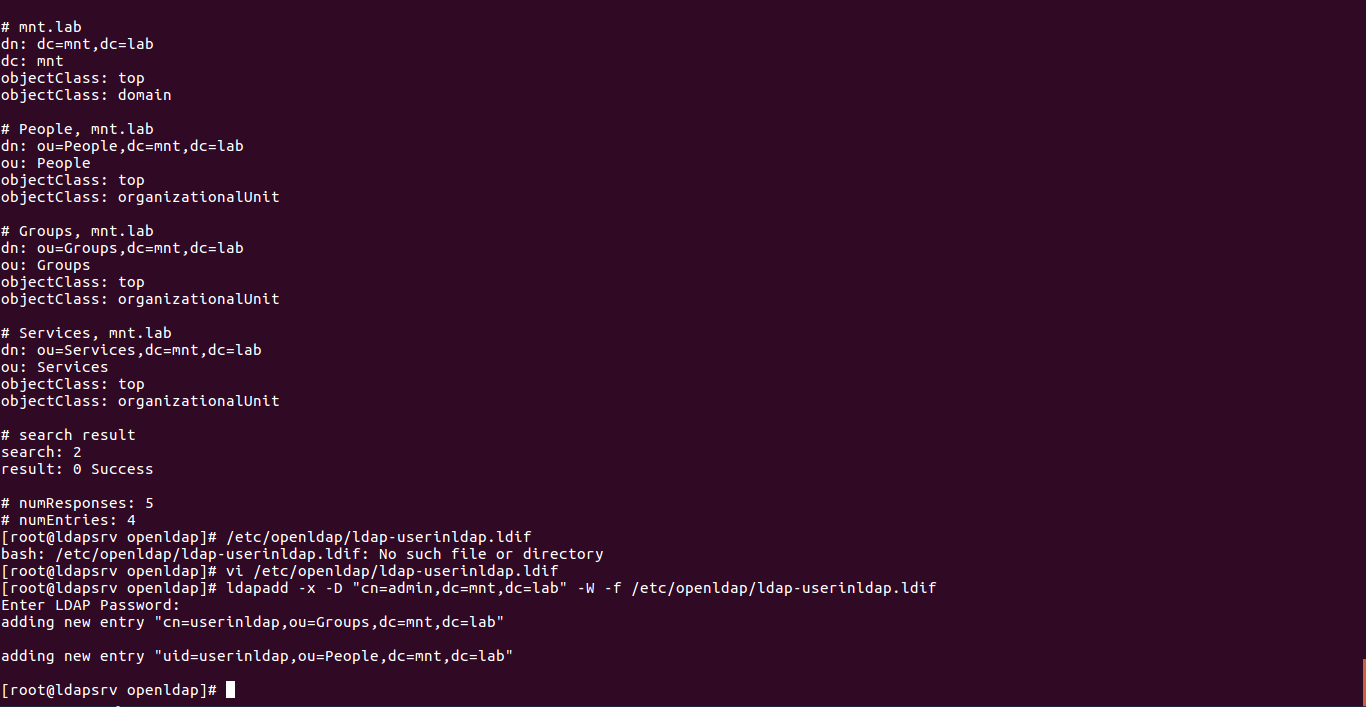 # mnt.lab
dn: dc=mnt,dc=lab
dc: mnt
objectClass: top
objectClass: domain

# People, mnt.lab
dn: ou=People,dc=mnt,dc=lab
ou: People
objectClass: top
objectClass: organizationalUnit

# Groups, mnt.lab
dn: ou=Groups,dc=mnt,dc=lab
ou: Groups
objectClass: top
objectClass: organizationalUnit

# Services, mnt.lab
dn: ou=Services,dc=mnt,dc=lab
ou: Services
objectClass: top
objectClass: organizationalUnit

# search result
search: 2
result: 0 Success

# numResponses: 5
# numEntries: 4
[root@ldapsrv openldap]# /etc/openldap/ldap-userinldap.ldif
bash: /etc/openldap/ldap-userinldap.ldif: No such file or directory
[root@ldapsrv openldap]# vi /etc/openldap/ldap-userinldap.ldif
[root@ldapsrv openldap]# ldapadd -x -D "cn=admin,dc=mnt,dc=lab" -W -f /etc/openldap/ldap-userinldap.ldif
Enter LDAP Password:
adding new entry "cn=userinldap,ou=Groups,dc=mnt,dc=lab"

adding new entry "uid=userinldap,ou=People,dc=mnt,dc=lab"

[root@ldapsrv openldap]#